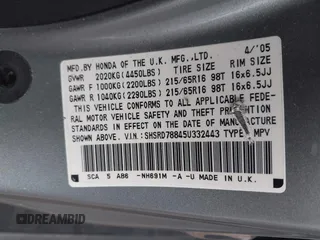 MFD.BY HONDA OF THE U.K. MFG.,LTD. 4/'05
GVWR 2020KG(4450LBS) TIRE SIZE RIM SIZE
GAWR F 1000KG(2200LBS) 215/65R16 98T 16x6.5JJ
GAWR R 1040KG(2290LBS) 215/65R16 98T 16x6.5JJ
THIS VEHICLE CONFORMS TO ALL APPLICABLE FEDE-
RAL MOTOR VEHICLE SAFETY AND THEFT PREVENTION
STANDARDS IN EFFECT ON THE DATE OF MANUFACTURE
SHOWN ABOVE. V.I.N:SHSRD78845U332443 TYPE: MPV
SCA 5 AB6 -NH691M -A -U MADE IN U.K.
DREAMBID